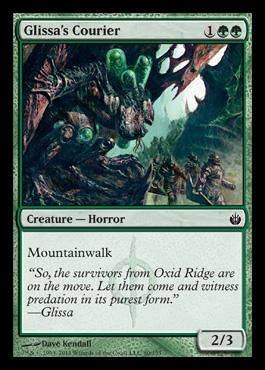 Glissa's Courier 1
Creature — Horror
Mountainwalk
"So, the survivors from Oxid Ridge are
on the move. Let them come and witness
predation in its purest form."
—Glissa
Dave Kendall
2/3